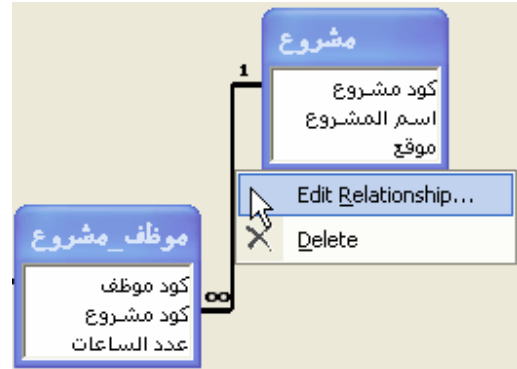 مشروع
1
كود مشروع
اسم المشروع
موقع
Edit Relationship...
Delete
موظف_مشروع
كود موظف
∞
كود مشروع
عدد الساعات